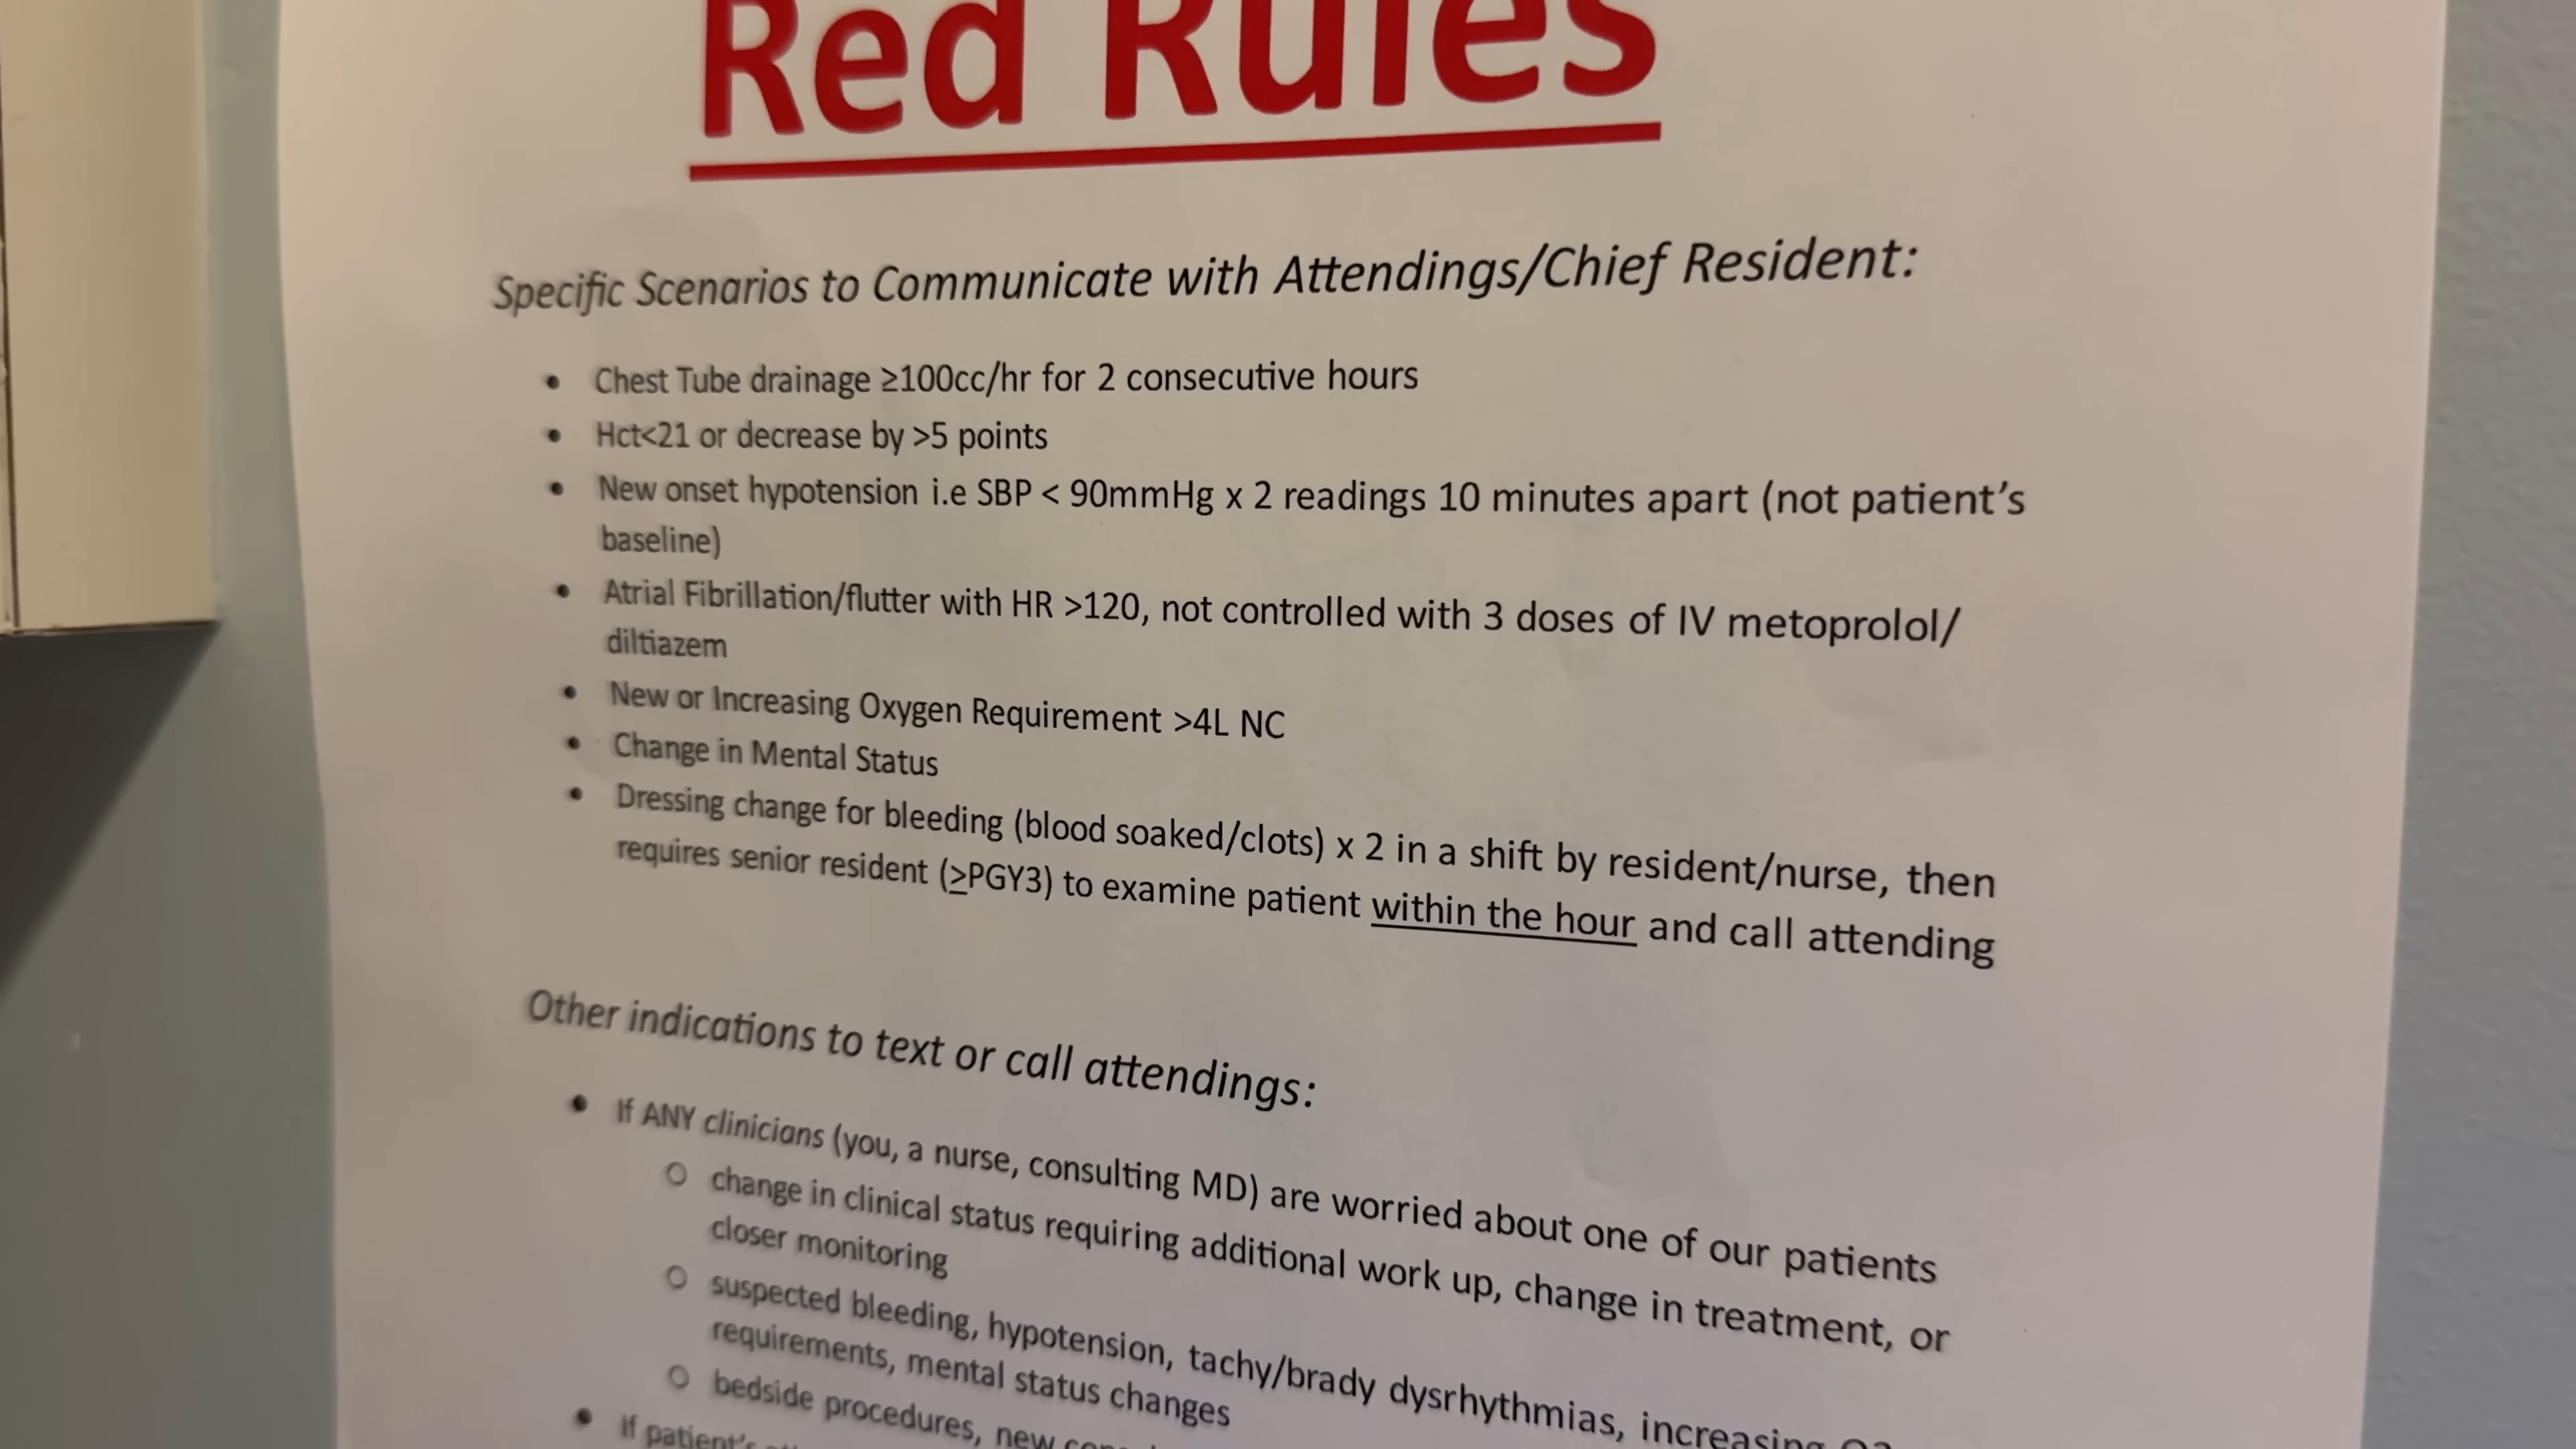 Red Rules
Specific Scenarios to Communicate with Attendings/Chief Resident:
• Chest Tube drainage ≥100cc/hr for 2 consecutive hours
• Hct<21 or decrease by >5 points
• New onset hypotension i.e SBP < 90mmHg x 2 readings 10 minutes apart (not patient's
baseline)
• Atrial Fibrillation/flutter with HR >120, not controlled with 3 doses of IV metoprolol/
diltiazem
• New or Increasing Oxygen Requirement >4L NC
• Change in Mental Status
• Dressing change for bleeding (blood soaked/clots) x 2 in a shift by resident/nurse, then
requires senior resident (≥PGY3) to examine patient within the hour and call attending
Other indications to text or call attendings:
• If ANY clinicians (you, a nurse, consulting MD) are worried about one of our patients
○ change in clinical status requiring additional work up, change in treatment, or
closer monitoring
○ suspected bleeding, hypotension, tachy/brady dysrhythmias, increasing
requirements, mental status changes
○ bedside procedures, new
• If patient's